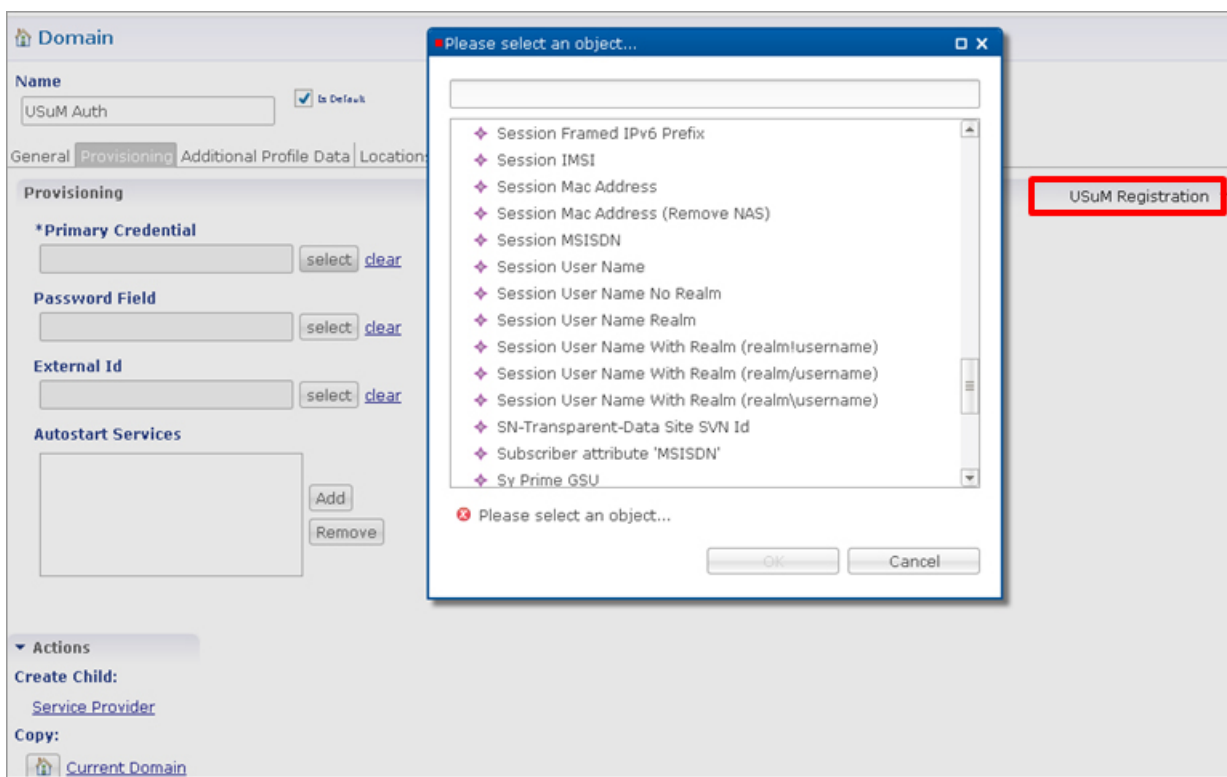 Domain
Name
USuM Auth
Is Default
General Provisioning Additional Profile Data Locations
Provisioning
USuM Registration
*Primary Credential
select clear
Password Field
select clear
External Id
select clear
Autostart Services
Add
Remove
Actions
Create Child:
Service Provider
Copy:
Current Domain
Please select an object...
Session Framed IPv6 Prefix
Session IMSI
Session Mac Address
Session Mac Address (Remove NAS)
Session MSISDN
Session User Name
Session User Name No Realm
Session User Name Realm
Session User Name With Realm (realm!username)
Session User Name With Realm (realm/username)
Session User Name With Realm (realm\username)
SN-Transparent-Data Site SVN Id
Subscriber attribute 'MSISDN'
Sy Prime GSU
Please select an object...
OK Cancel